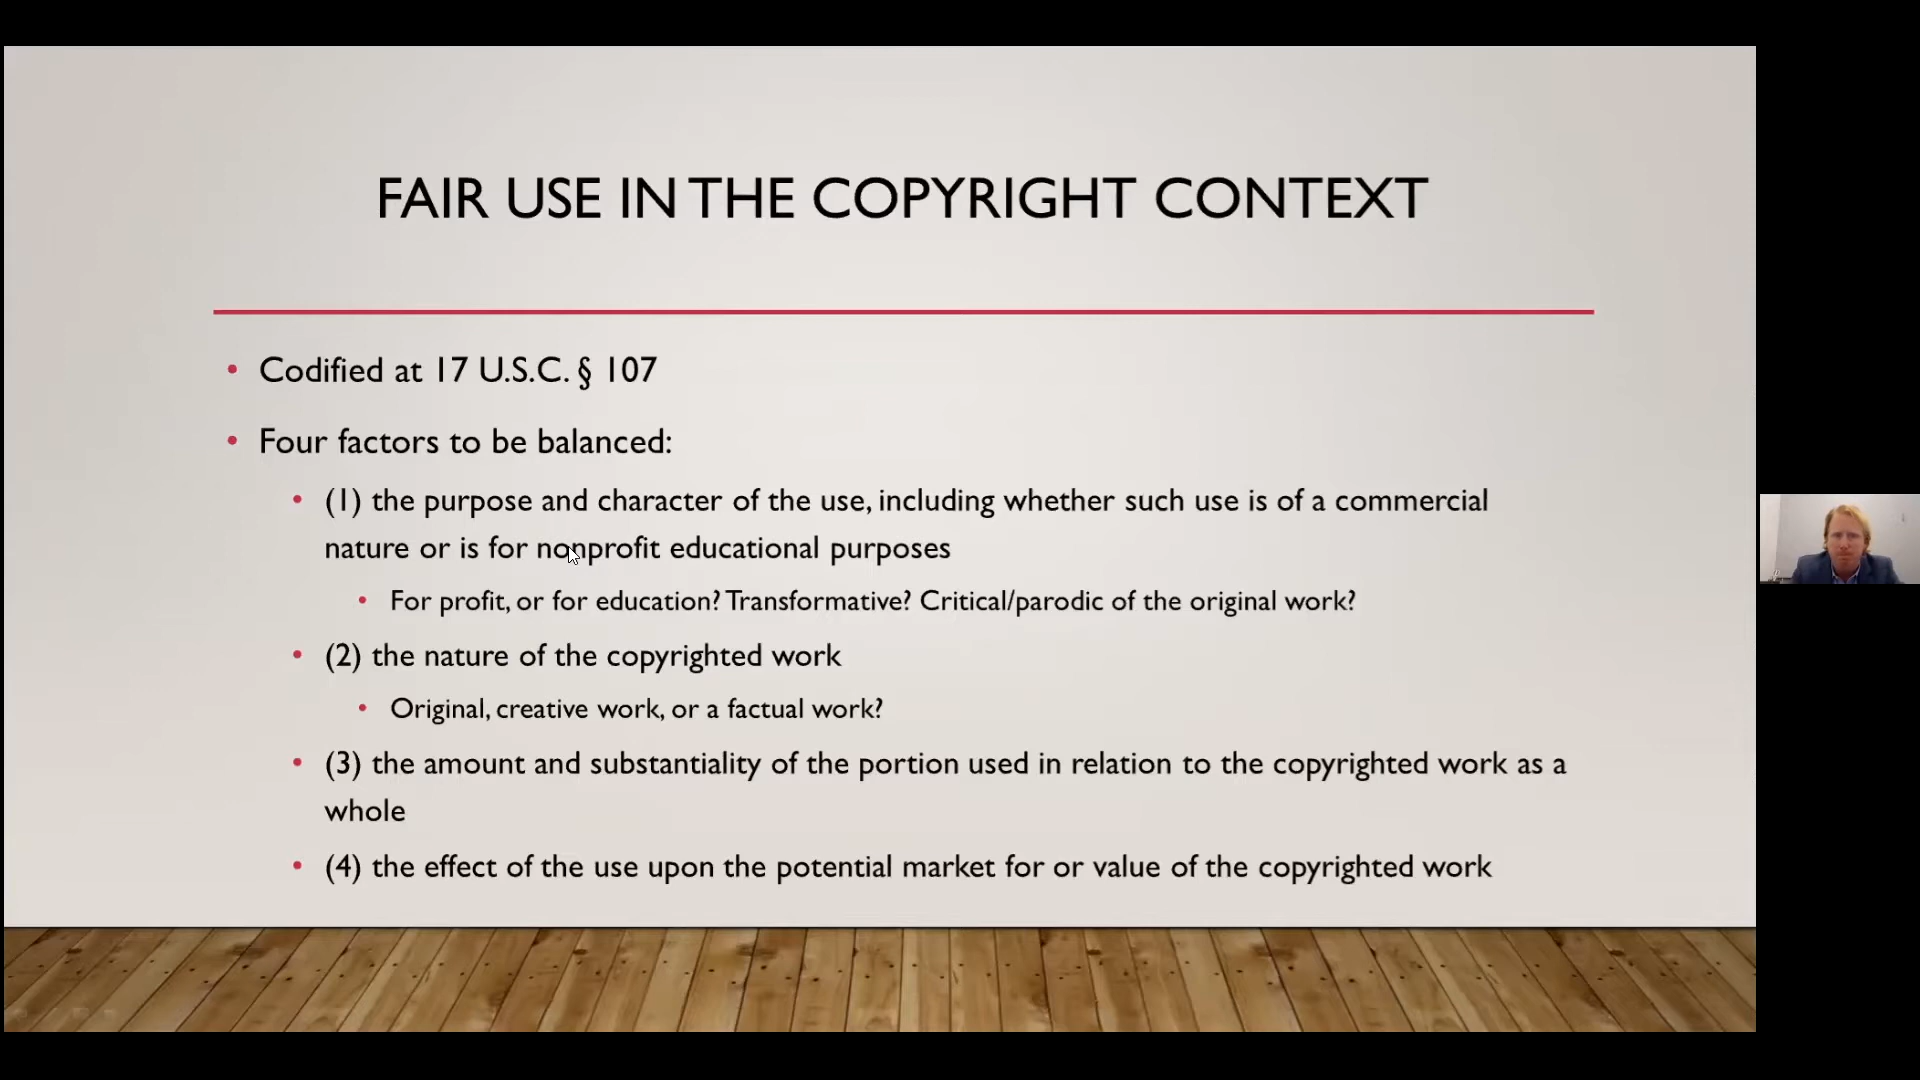 FAIR USE IN THE COPYRIGHT CONTEXT
• Codified at 17 U.S.C. § 107
• Four factors to be balanced:
• (1) the purpose and character of the use, including whether such use is of a commercial
nature or is for nonprofit educational purposes
• For profit, or for education? Transformative? Critical/parodic of the original work?
• (2) the nature of the copyrighted work
• Original, creative work, or a factual work?
• (3) the amount and substantiality of the portion used in relation to the copyrighted work as a
whole
• (4) the effect of the use upon the potential market for or value of the copyrighted work